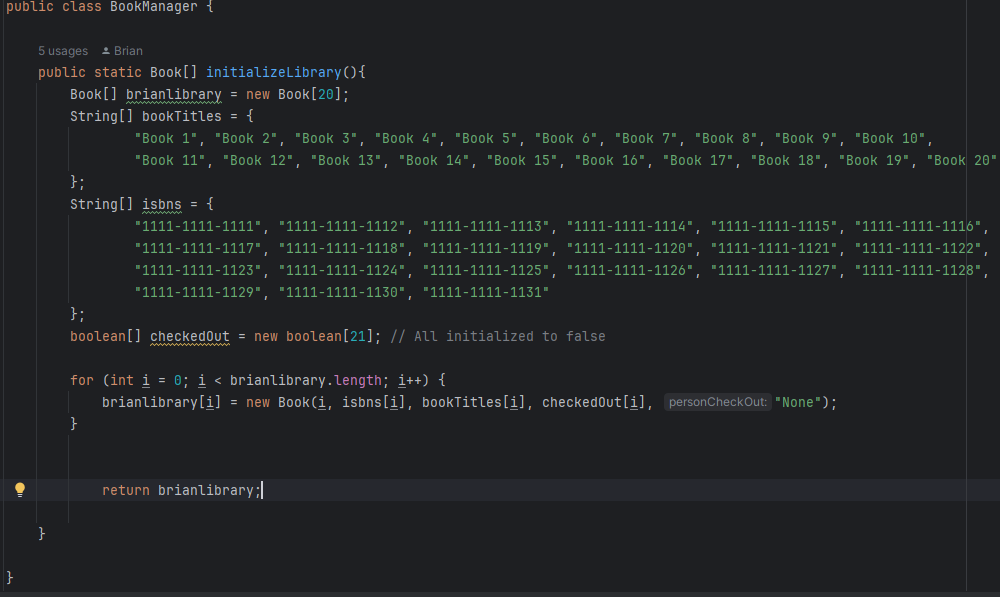 public class BookManager {
5 usages Brian
public static Book[] initializeLibrary(){
Book[] brianlibrary = new Book[20];
String[] bookTitles = {
"Book 1", "Book 2", "Book 3", "Book 4", "Book 5", "Book 6", "Book 7", "Book 8", "Book 9", "Book 10",
"Book 11", "Book 12", "Book 13", "Book 14", "Book 15", "Book 16", "Book 17", "Book 18", "Book 19", "Book 20"
};
String[] isbns = {
"1111-1111-1111", "1111-1111-1112", "1111-1111-1113", "1111-1111-1114", "1111-1111-1115", "1111-1111-1116",
"1111-1111-1117", "1111-1111-1118", "1111-1111-1119", "1111-1111-1120", "1111-1111-1121", "1111-1111-1122",
"1111-1111-1123", "1111-1111-1124", "1111-1111-1125", "1111-1111-1126", "1111-1111-1127", "1111-1111-1128",
"1111-1111-1129", "1111-1111-1130", "1111-1111-1131"
};
boolean[] checkedOut = new boolean[21]; // All initialized to false
for (int i = 0; i < brianlibrary.length; i++) {
brianlibrary[i] = new Book(i, isbns[i], bookTitles[i], checkedOut[i], personCheckOut: "None");
}
return brianlibrary;
}
}